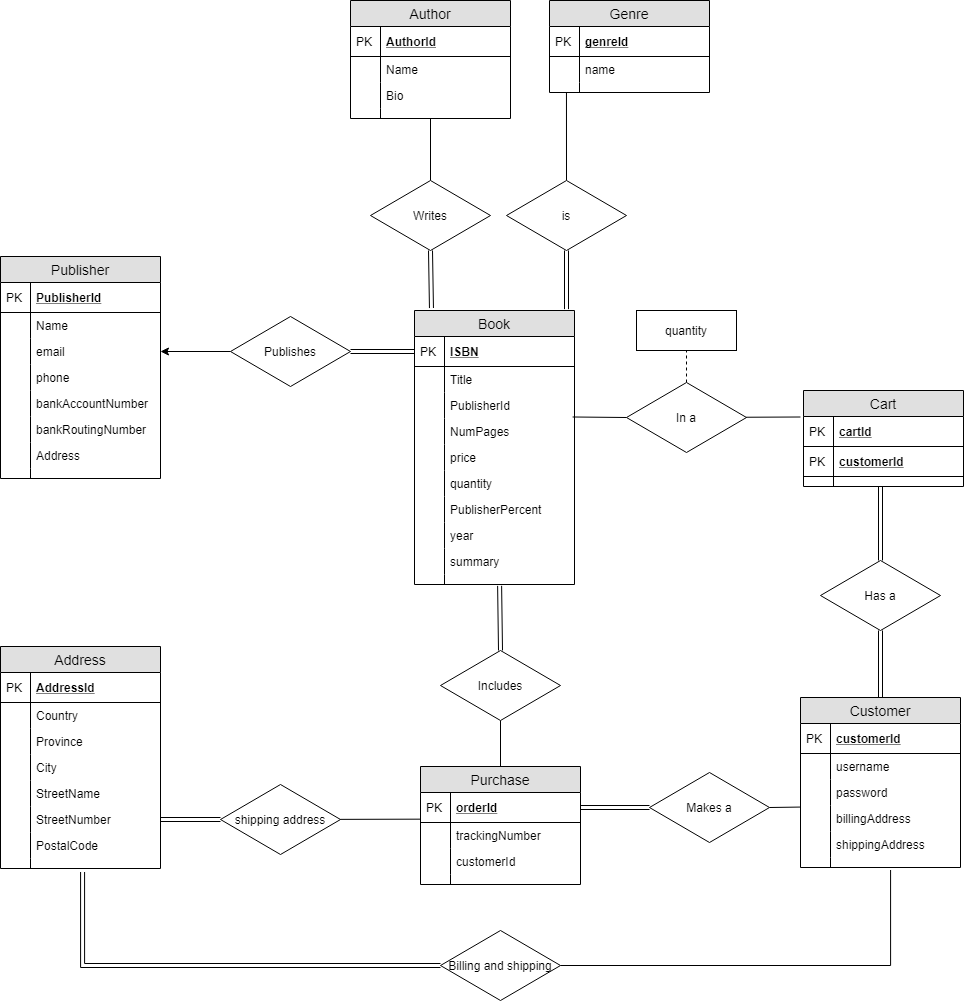 Author
PK AuthorId
Name
Bio
Genre
PK genreId
name
Writes
is
Publisher
PK PublisherId
Name
email
phone
bankAccountNumber
bankRoutingNumber
Address
Publishes
Book
PK ISBN
Title
PublisherId
NumPages
price
quantity
PublisherPercent
year
summary
quantity
In a
Cart
PK cartId
PK customerId
Has a
Includes
Address
PK AddressId
Country
Province
City
StreetName
StreetNumber
PostalCode
shipping address
Purchase
PK orderId
trackingNumber
customerId
Makes a
Customer
PK customerId
username
password
billingAddress
shippingAddress
Billing and shipping